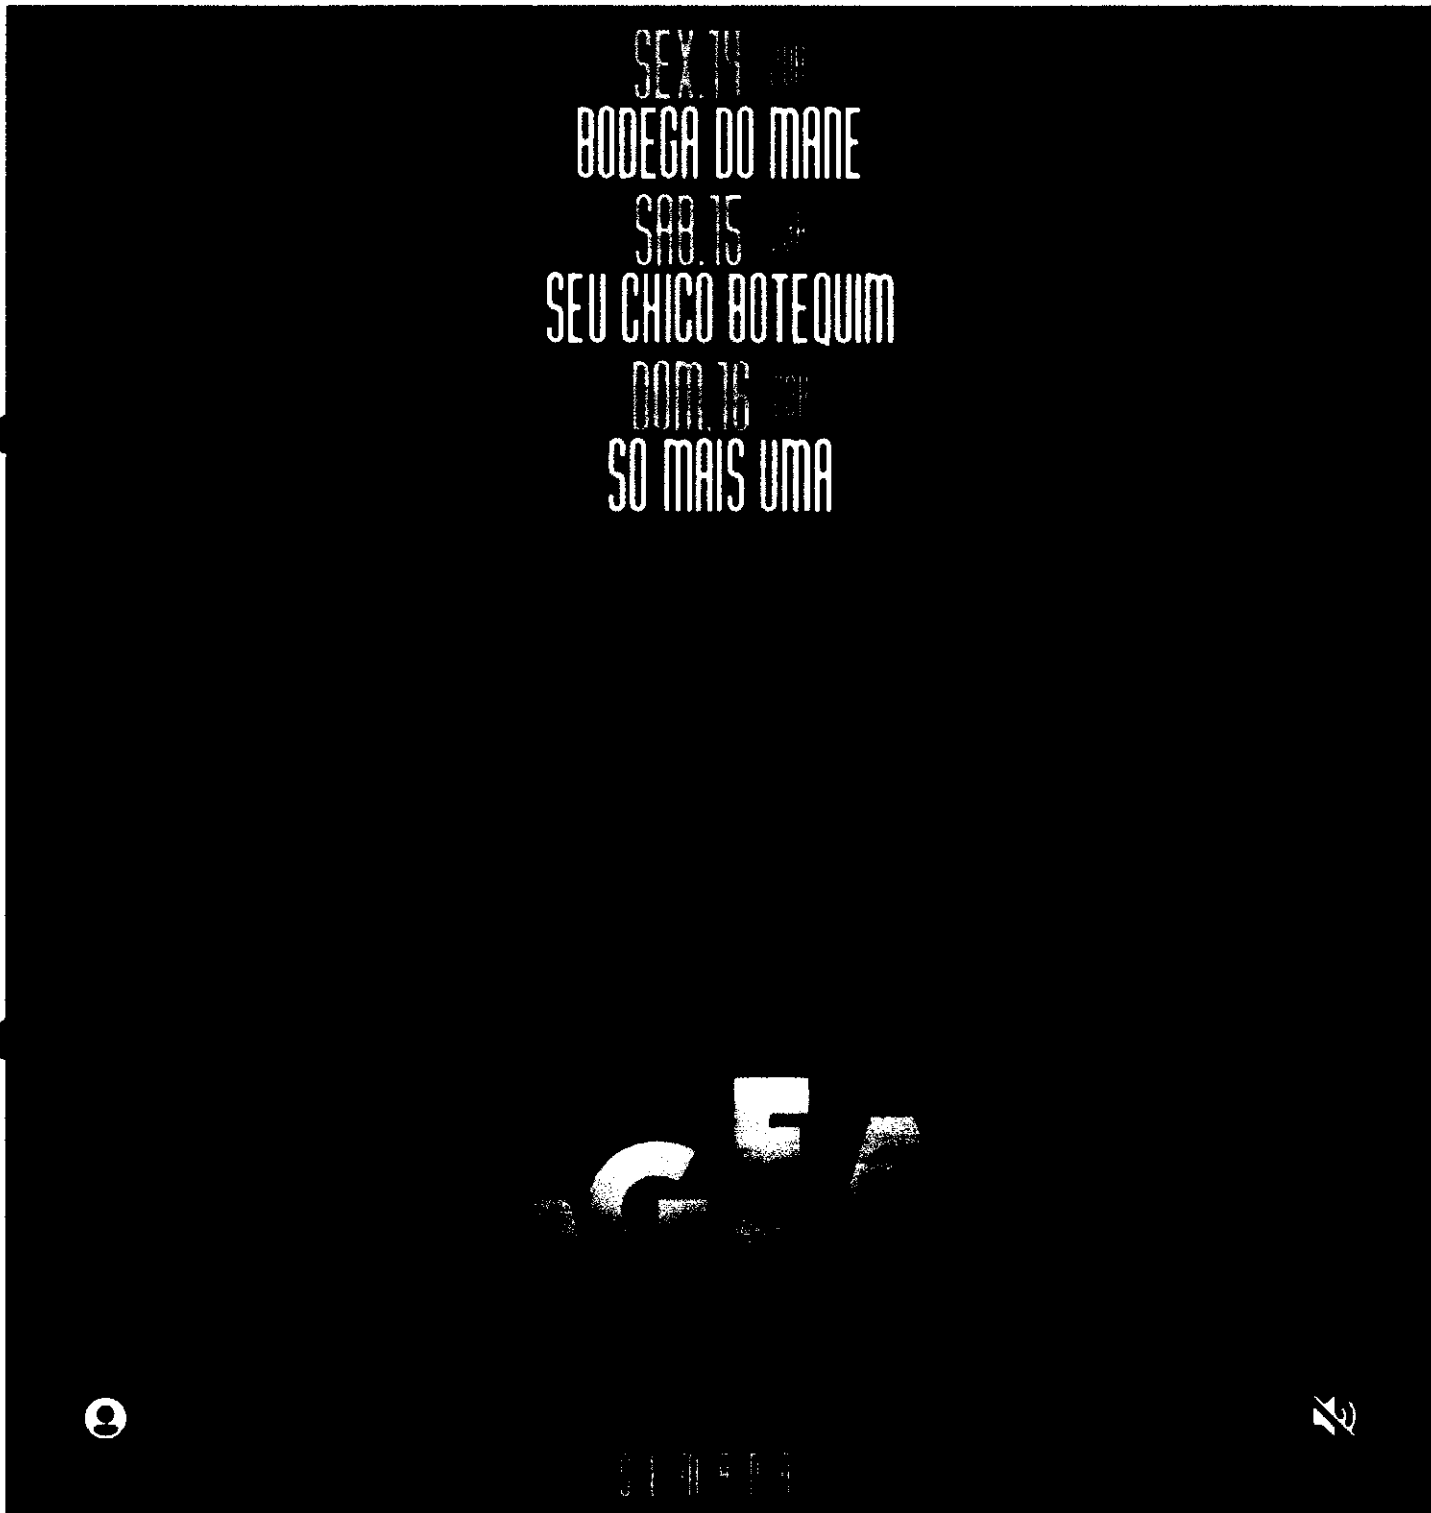 SEX.14
BODEGA DO MANE
SAB.15
SEU CHICO BOTEQUIM
DOM.16
SO MAIS UMA